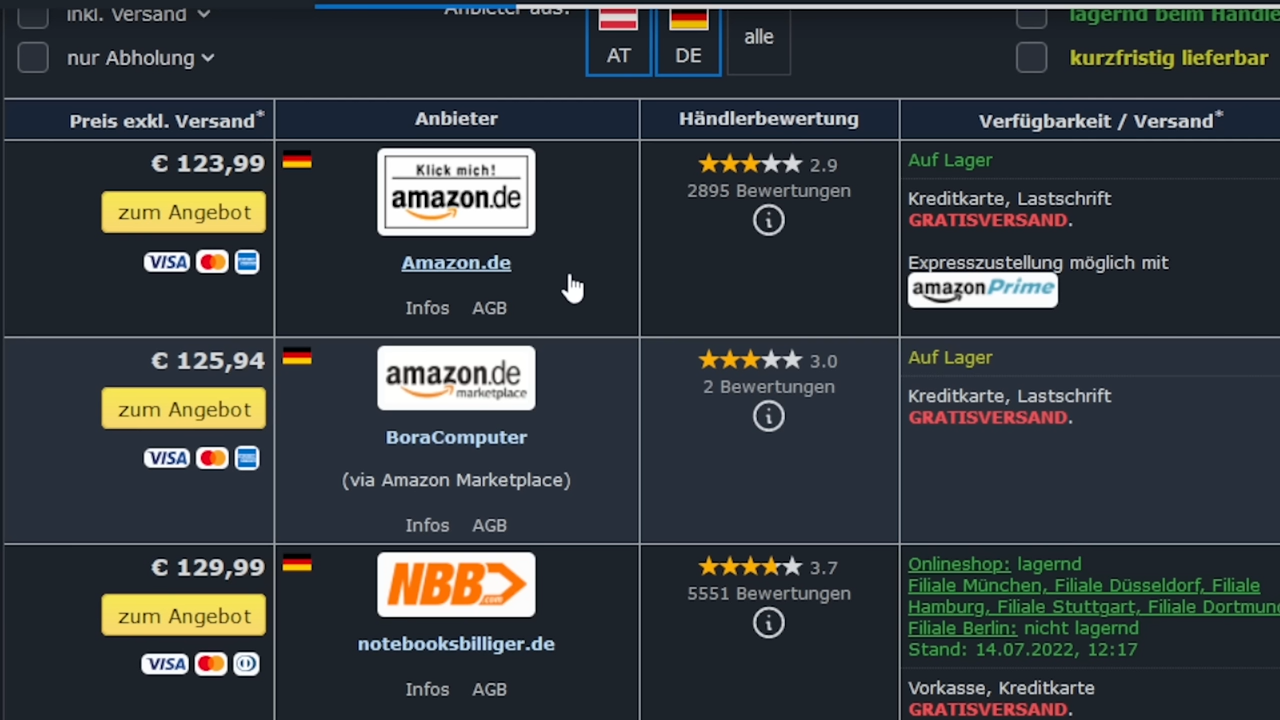 inkl. Versand
Anbieter aus:
AT
DE
alle
lagernd beim Händle
nur Abholung
kurzfristig lieferbar
Preis exkl. Versand*
Anbieter
Händlerbewertung
Verfügbarkeit / Versand*
€ 123,99
zum Angebot
VISA
Klick mich!
amazon.de
Amazon.de
Infos AGB
2.9
2895 Bewertungen
Auf Lager
Kreditkarte, Lastschrift
GRATISVERSAND.
Expresszustellung möglich mit
amazonPrime
€ 125,94
zum Angebot
VISA
amazon.de
marketplace
BoraComputer
(via Amazon Marketplace)
Infos AGB
3.0
2 Bewertungen
Auf Lager
Kreditkarte, Lastschrift
GRATISVERSAND.
€ 129,99
zum Angebot
VISA
NBB.com
notebooksbilliger.de
Infos AGB
3.7
5551 Bewertungen
Onlineshop: lagernd
Filiale München, Filiale Düsseldorf, Filiale
Hamburg, Filiale Stuttgart, Filiale Dortmund
Filiale Berlin: nicht lagernd
Stand: 14.07.2022, 12:17
Vorkasse, Kreditkarte
GRATISVERSAND.